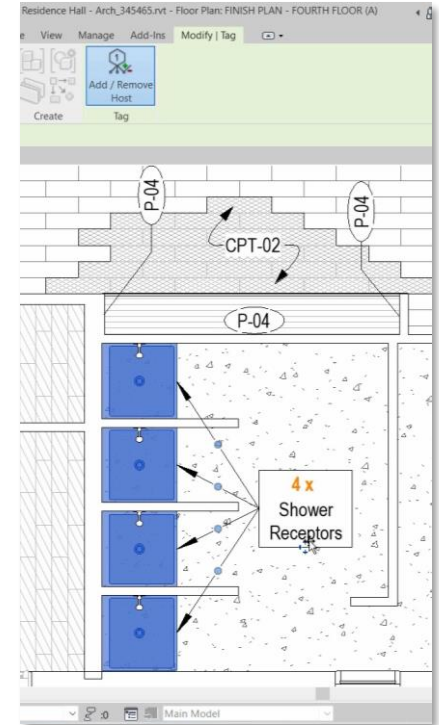 Residence Hall - Arch_345465.rvt - Floor Plan: FINISH PLAN - FOURTH FLOOR (A)
View Manage Add-Ins Modify | Tag
Add / Remove
Host
Create Tag
P-04
P-04
CPT-02
P-04
4 x
Shower
Receptors
:0 Main Model